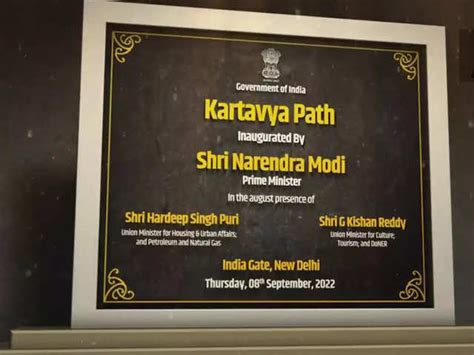 Government of India
Kartavya Path
Inaugurated By
Shri Narendra Modi
Prime Minister
In the august presence of
Shri Hardeep Singh Puri
Union Minister for Housing & Urban Affairs;
and Petroleum and Natural Gas
Shri G Kishan Reddy
Union Minister for Culture;
Tourism; and DoNER
India Gate, New Delhi
Thursday, 08th September, 2022